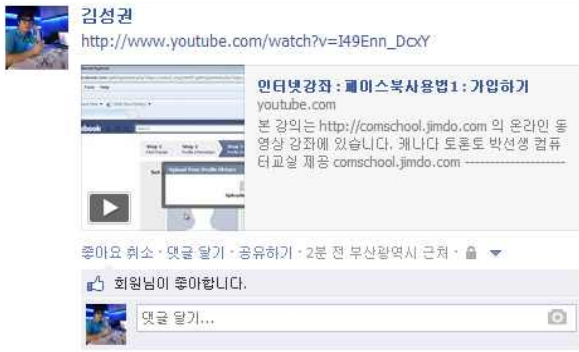 김성권
http://www.youtube.com/watch?v=I49Enn_DcxY
인터넷강좌 : 페이스북사용법1 : 가입하기
youtube.com
본 강의는 http://comschool.jimdo.com 의 온라인 동
영상 강좌에 있습니다. 캐나다 토론토 박선생 컴퓨
터교실 제공 comschool.jimdo.com --------------------
좋아요 취소 · 댓글 달기 · 공유하기 · 2분 전 부산광역시 근처 ·
회원님이 좋아합니다.
댓글 달기...